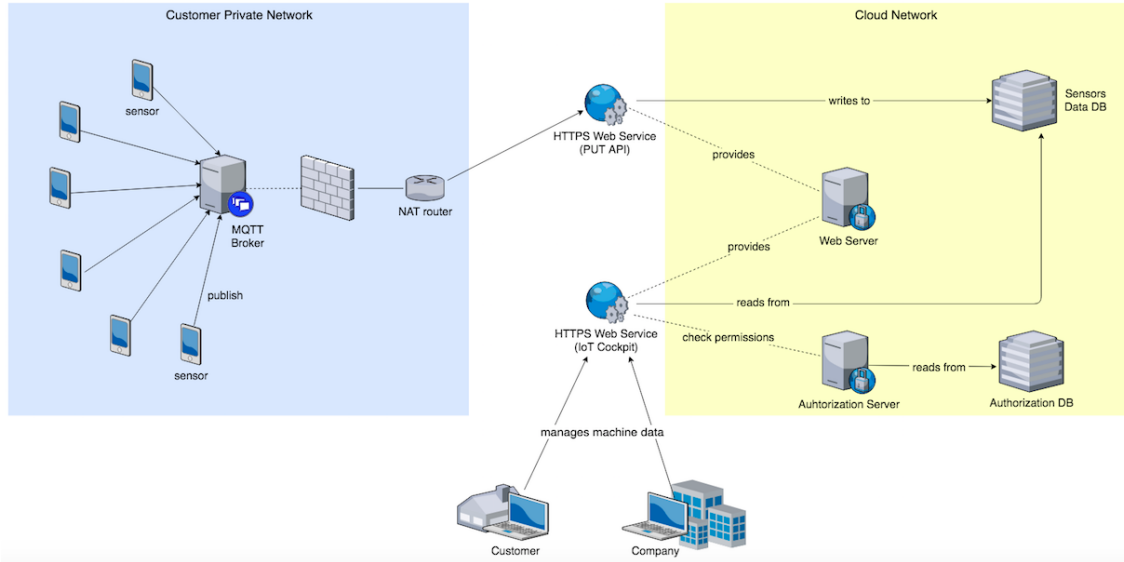 Customer Private Network
Cloud Network
sensor
MQTT
Broker
publish
sensor
NAT router
HTTPS Web Service
(PUT API)
writes to
Sensors
Data DB
provides
Web Server
provides
HTTPS Web Service
(IoT Cockpit)
reads from
check permissions
Auhtorization Server
reads from
Authorization DB
manages machine data
Customer
Company